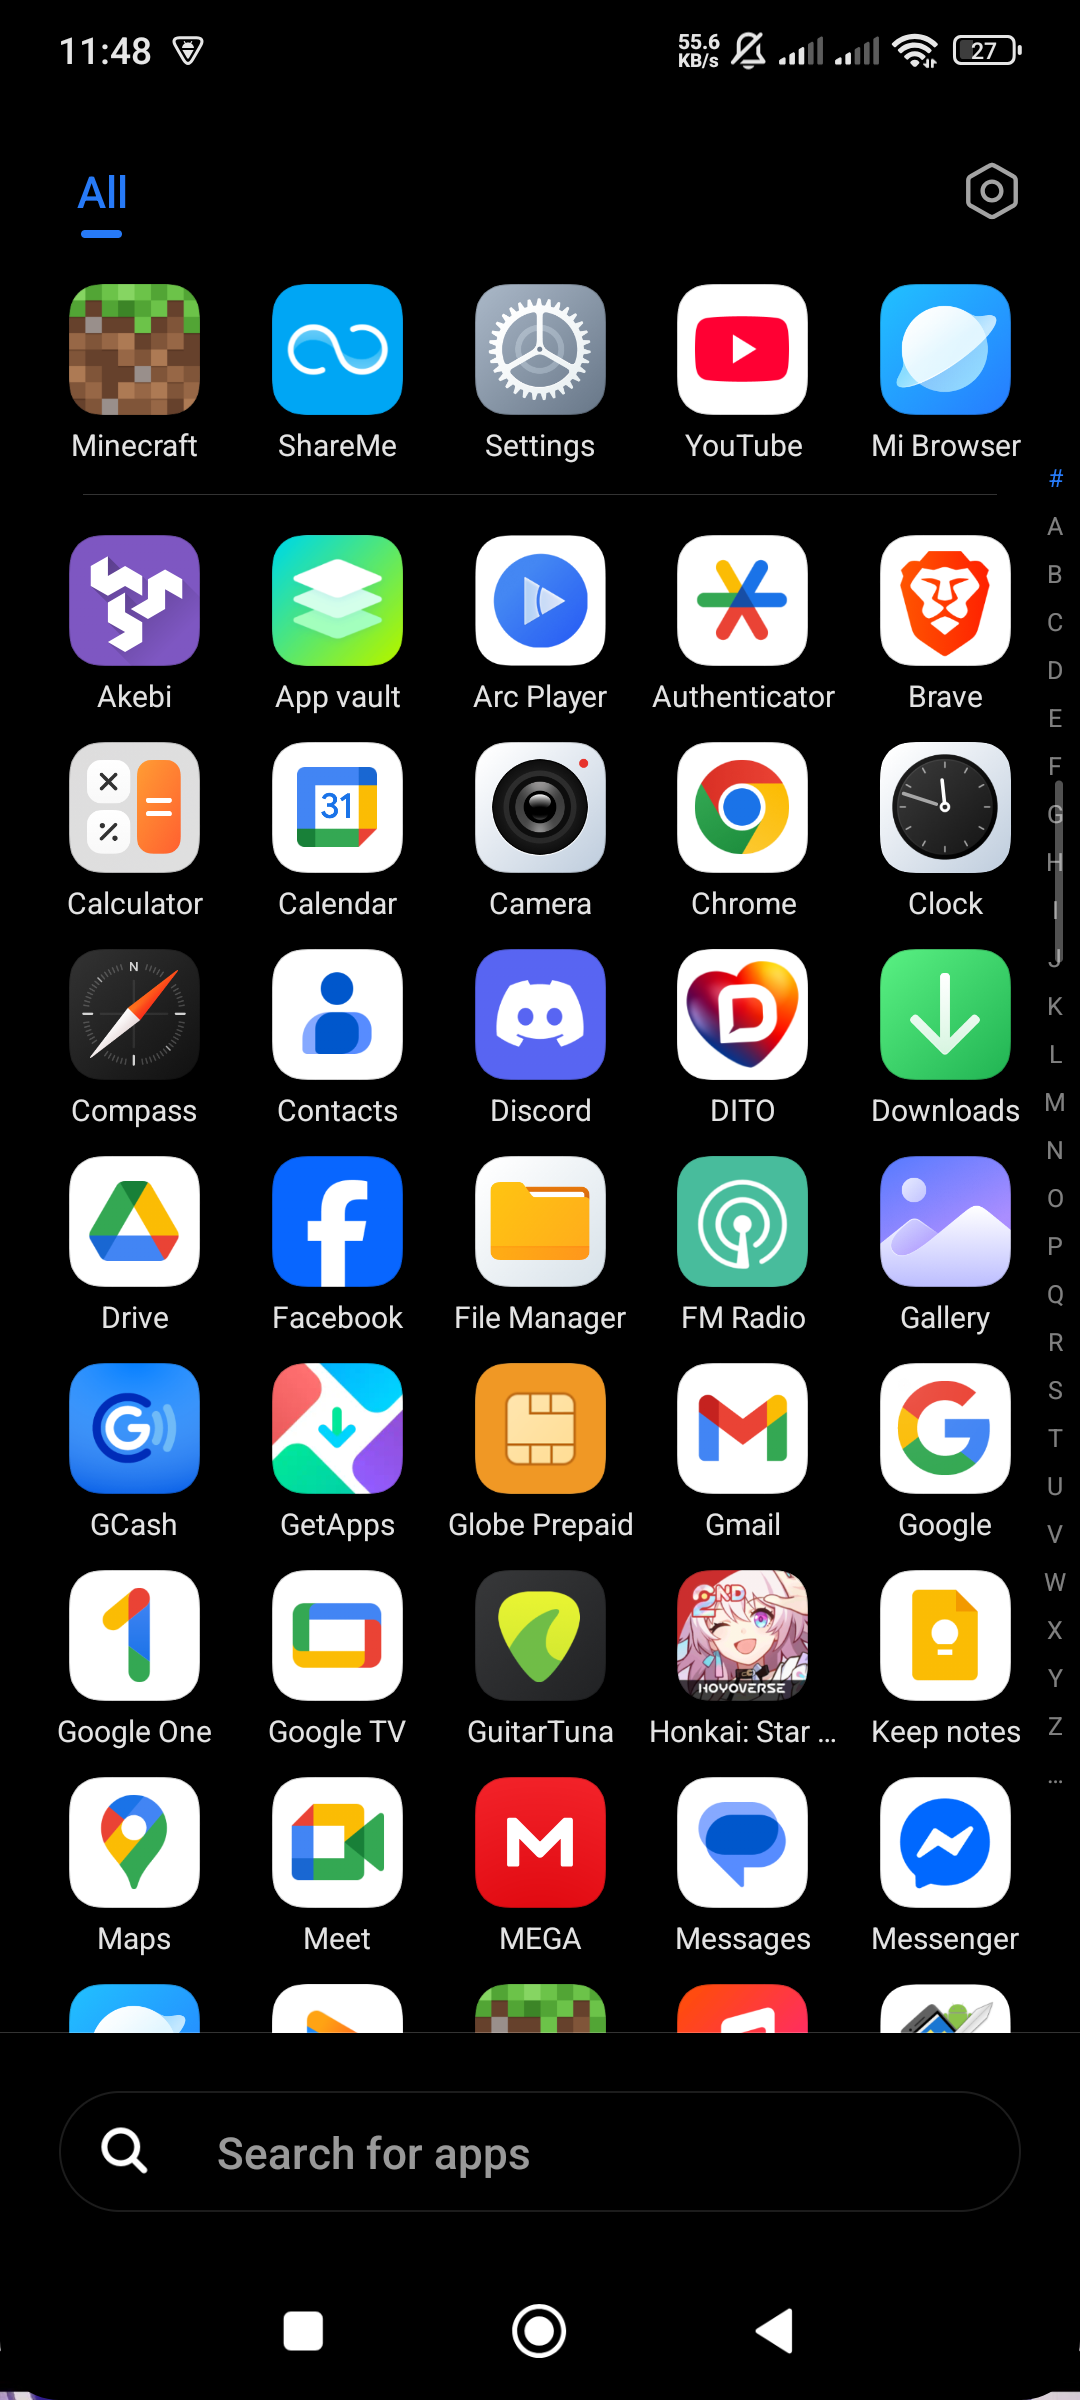 11:48
55.6
KB/s
27
All
Minecraft ShareMe Settings YouTube Mi Browser
#
A
B
C
D
E
F
G
H
I
J
K
L
M
N
O
P
Q
R
S
T
U
V
W
X
Y
Z
...
Akebi App vault Arc Player Authenticator Brave
31
Calculator Calendar Camera Chrome Clock
N
Compass Contacts Discord DITO Downloads
Drive Facebook File Manager FM Radio Gallery
GCash GetApps Globe Prepaid Gmail Google
2ND
HOYOVERSE
Google One Google TV GuitarTuna Honkai: Star ... Keep notes
Maps Meet MEGA Messages Messenger
Search for apps